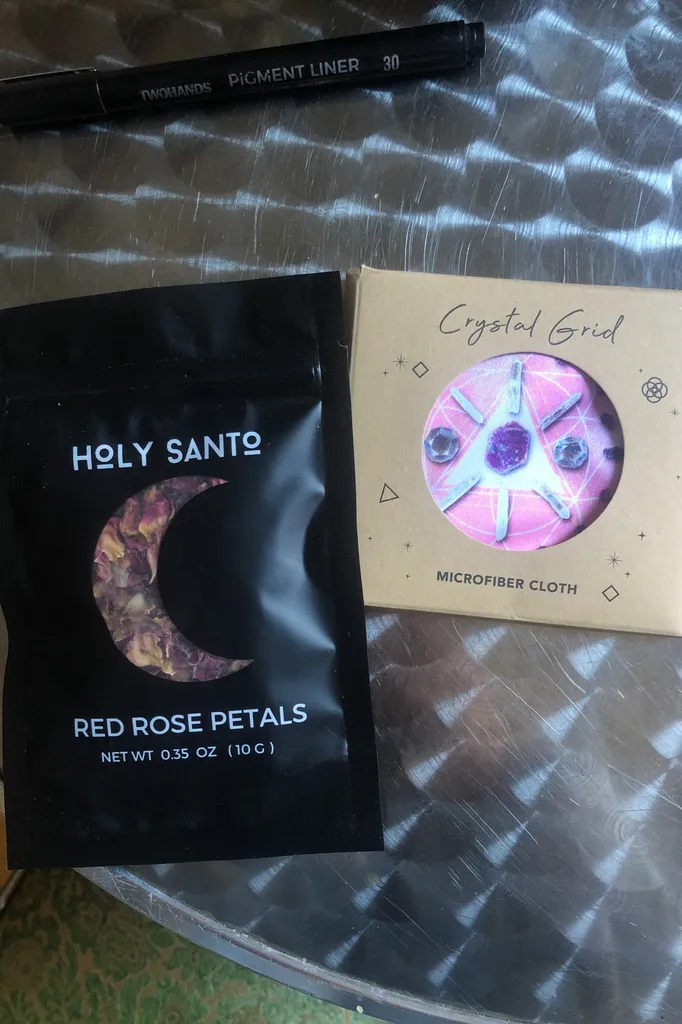 TWOHANDS PIGMENT LINER 30
HOLY SANTO
RED ROSE PETALS
NET WT 0.35 OZ (10 G)
Crystal Grid
MICROFIBER CLOTH